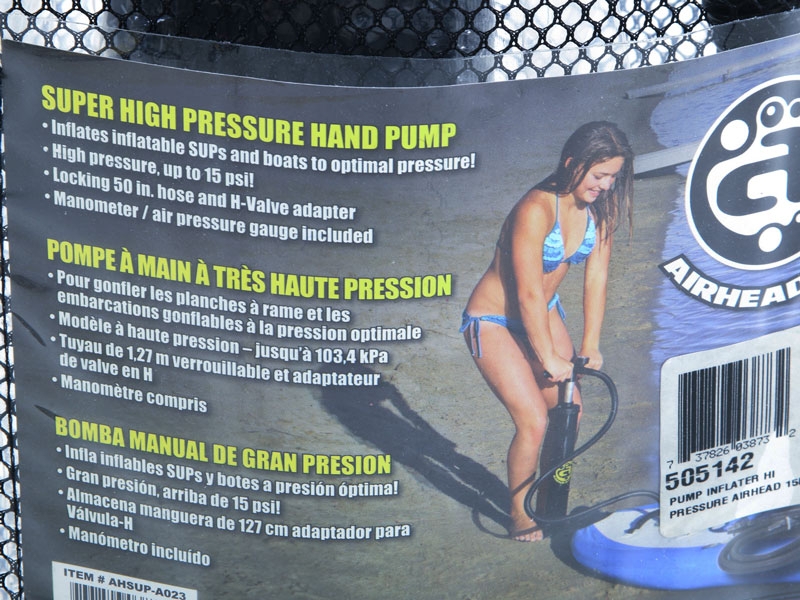 SUPER HIGH PRESSURE HAND PUMP
• Inflates inflatable SUPs and boats to optimal pressure!
• High pressure, up to 15 psi!
• Locking 50 in. hose and H-Valve adapter
• Manometer / air pressure gauge included
POMPE À MAIN À TRÈS HAUTE PRESSION
• Pour gonfler les planches à rame et les
embarcations gonflables à la pression optimale
• Modèle à haute pression – jusqu'à 103,4 kPa
• Tuyau de 1,27 m verrouillable et adaptateur
de valve en H
• Manomètre compris
BOMBA MANUAL DE GRAN PRESION
• Infla inflables SUPs y botes a presión óptima!
• Gran presión, arriba de 15 psi!
• Almacena manguera de 127 cm adaptador para
Válvula-H
• Manómetro incluído
ITEM # AHSUP-A023
AIRHEAD
7 37826 03873 2
505142
PUMP INFLATER HI
PRESSURE AIRHEAD